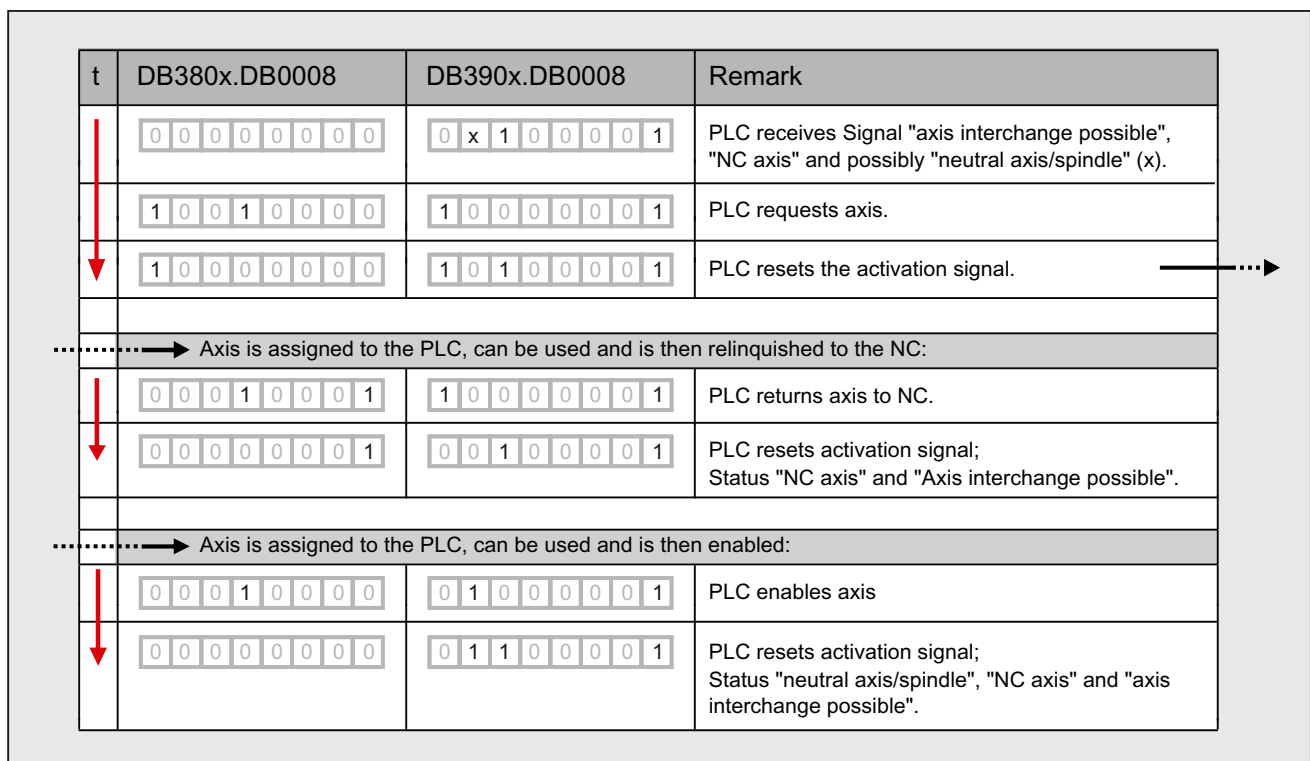 t DB380x.DB0008 DB390x.DB0008 Remark
0 0 0 0 0 0 0 0 0 x 1 0 0 0 0 1 PLC receives Signal "axis interchange possible",
"NC axis" and possibly "neutral axis/spindle" (x).
1 0 0 1 0 0 0 0 1 0 0 0 0 0 0 1 PLC requests axis.
1 0 0 0 0 0 0 0 1 0 1 0 0 0 0 1 PLC resets the activation signal.
Axis is assigned to the PLC, can be used and is then relinquished to the NC:
0 0 0 1 0 0 0 1 1 0 0 0 0 0 0 1 PLC returns axis to NC.
0 0 0 0 0 0 0 1 0 0 1 0 0 0 0 1 PLC resets activation signal;
Status "NC axis" and "Axis interchange possible".
Axis is assigned to the PLC, can be used and is then enabled:
0 0 0 1 0 0 0 0 0 1 0 0 0 0 0 1 PLC enables axis
0 0 0 0 0 0 0 0 0 1 1 0 0 0 0 1 PLC resets activation signal;
Status "neutral axis/spindle", "NC axis" and "axis
interchange possible".